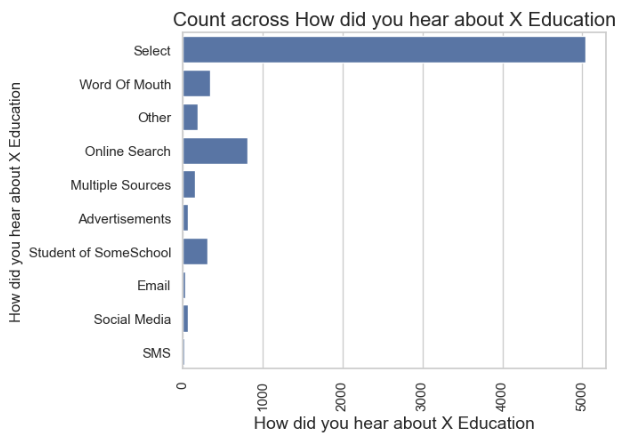 Count across How did you hear about X Education
How did you hear about X Education
Select
Word Of Mouth
Other
Online Search
Multiple Sources
Advertisements
Student of SomeSchool
Email
Social Media
SMS
0
1000
2000
3000
4000
5000
How did you hear about X Education